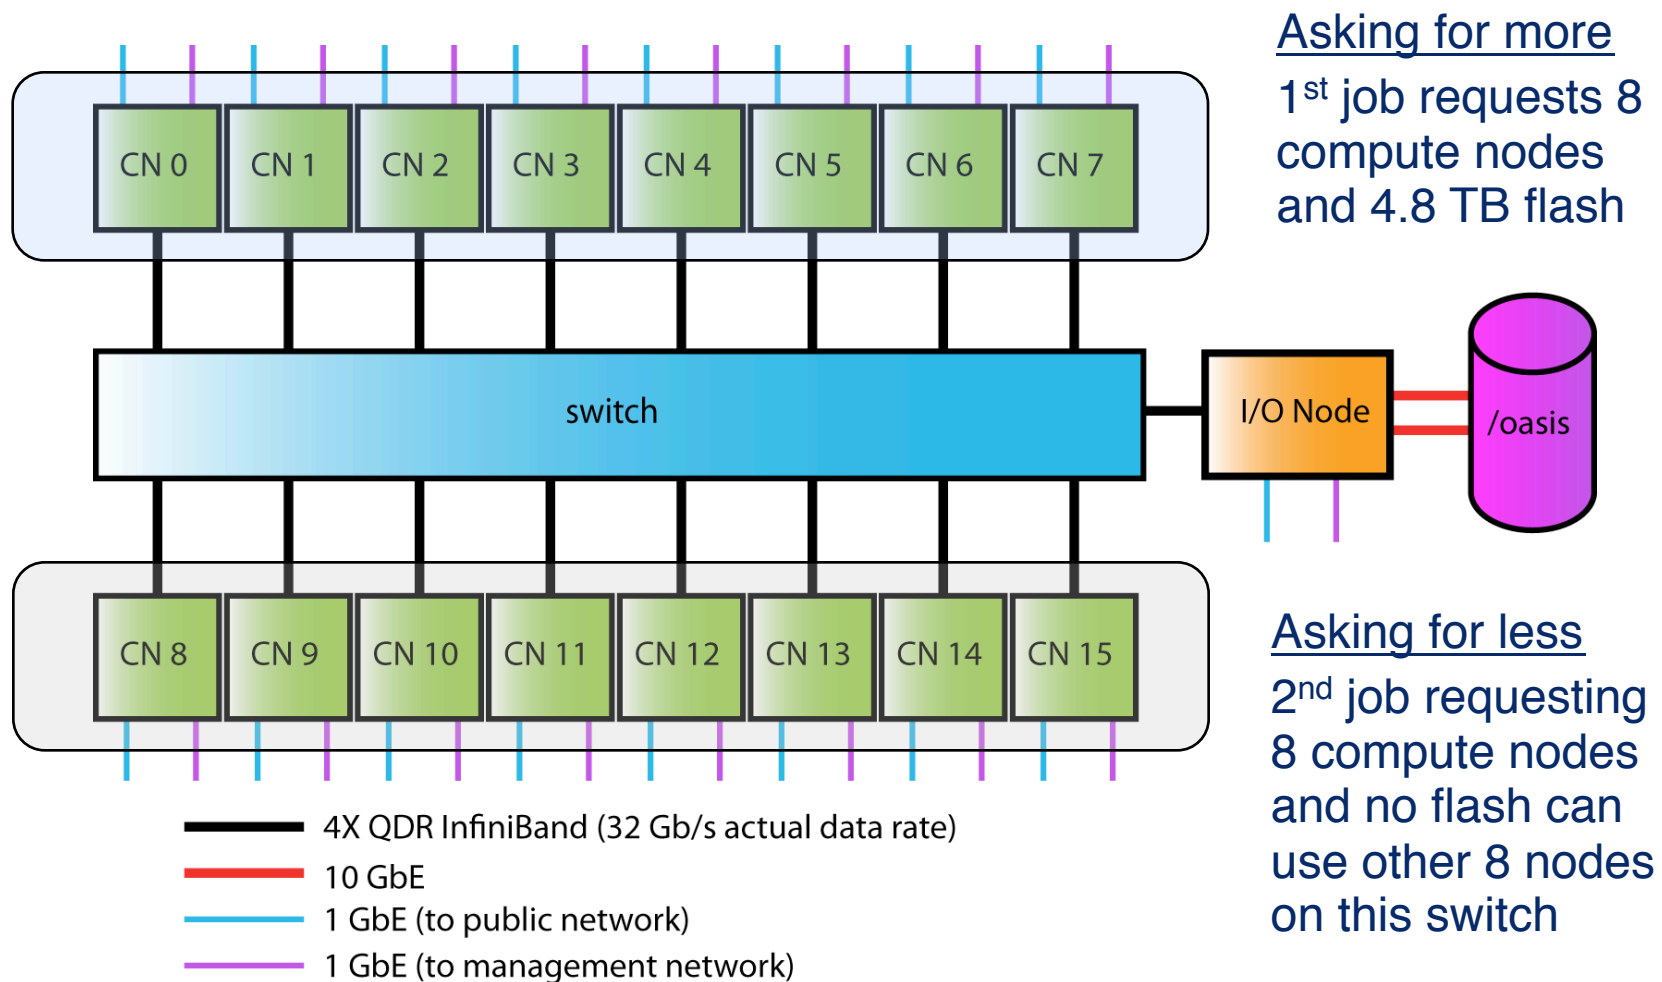 Asking for more
1st job requests 8
compute nodes
and 4.8 TB flash
CN 0 CN 1 CN 2 CN 3 CN 4 CN 5 CN 6 CN 7
switch
I/O Node
/oasis
CN 8 CN 9 CN 10 CN 11 CN 12 CN 13 CN 14 CN 15
Asking for less
2nd job requesting
8 compute nodes
and no flash can
use other 8 nodes
on this switch
4X QDR InfiniBand (32 Gb/s actual data rate)
10 GbE
1 GbE (to public network)
1 GbE (to management network)